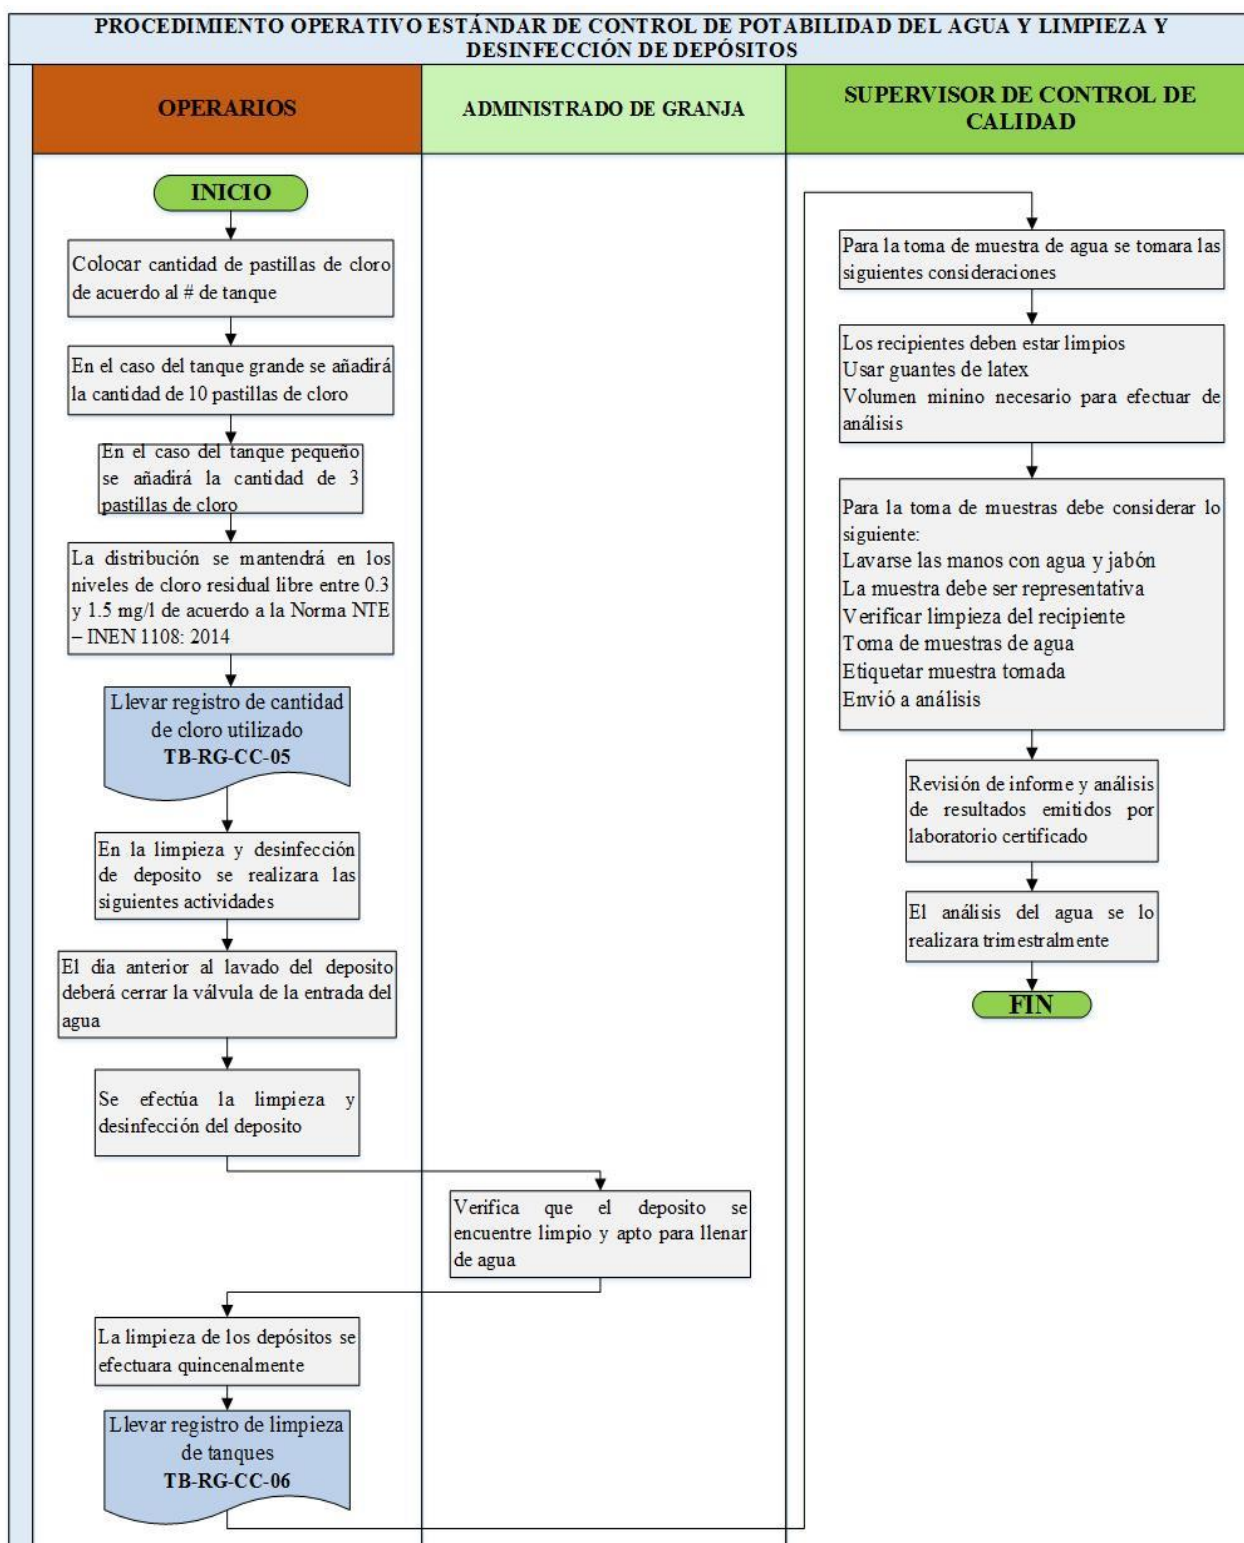 PROCEDIMIENTO OPERATIVO ESTÁNDAR DE CONTROL DE POTABILIDAD DEL AGUA Y LIMPIEZA Y
DESINFECCIÓN DE DEPÓSITOS
OPERARIOS
ADMINISTRADO DE GRANJA
SUPERVISOR DE CONTROL DE
CALIDAD
INICIO
Colocar cantidad de pastillas de cloro
de acuerdo al # de tanque
En el caso del tanque grande se añadirá
la cantidad de 10 pastillas de cloro
En el caso del tanque pequeño
se añadirá la cantidad de 3
pastillas de cloro
La distribución se mantendrá en los
niveles de cloro residual libre entre 0.3
y 1.5 mg/l de acuerdo a la Norma NTE
– INEN 1108: 2014
Llevar registro de cantidad
de cloro utilizado
TB-RG-CC-05
En la limpieza y desinfección
de deposito se realizara las
siguientes actividades
El día anterior al lavado del deposito
deberá cerrar la válvula de la entrada del
agua
Se efectúa la limpieza y
desinfección del deposito
Verifica que el deposito se
encuentre limpio y apto para llenar
de agua
La limpieza de los depósitos se
efectuara quincenalmente
Llevar registro de limpieza
de tanques
TB-RG-CC-06
Para la toma de muestra de agua se tomara las
siguientes consideraciones
Los recipientes deben estar limpios
Usar guantes de latex
Volumen minino necesario para efectuar de
análisis
Para la toma de muestras debe considerar lo
siguiente:
Lavarse las manos con agua y jabón
La muestra debe ser representativa
Verificar limpieza del recipiente
Toma de muestras de agua
Etiquetar muestra tomada
Envió a análisis
Revisión de informe y análisis
de resultados emitidos por
laboratorio certificado
El análisis del agua se lo
realizara trimestralmente
FIN